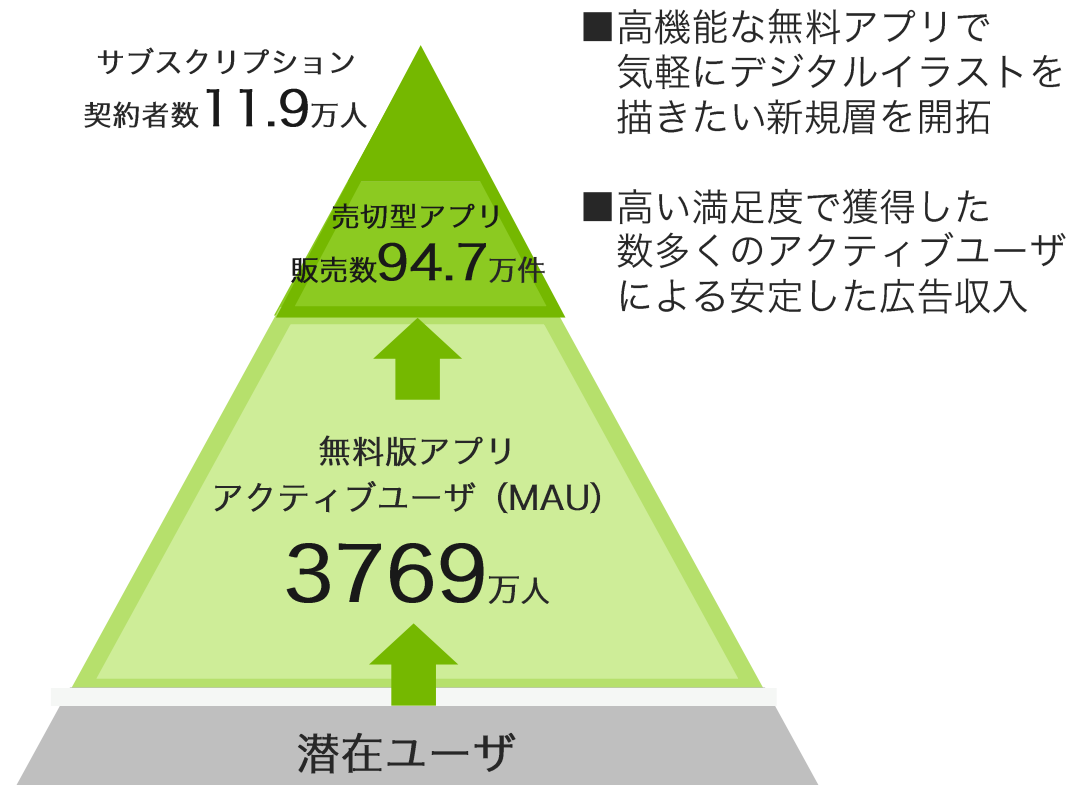 サブスクリプション
契約者数11.9万人
売切型アプリ
販売数94.7万件
無料版アプリ
アクティブユーザ（MAU）
3769万人
潜在ユーザ
■高機能な無料アプリで
気軽にデジタルイラストを
描きたい新規層を開拓
■高い満足度で獲得した
数多くのアクティブユーザ
による安定した広告収入